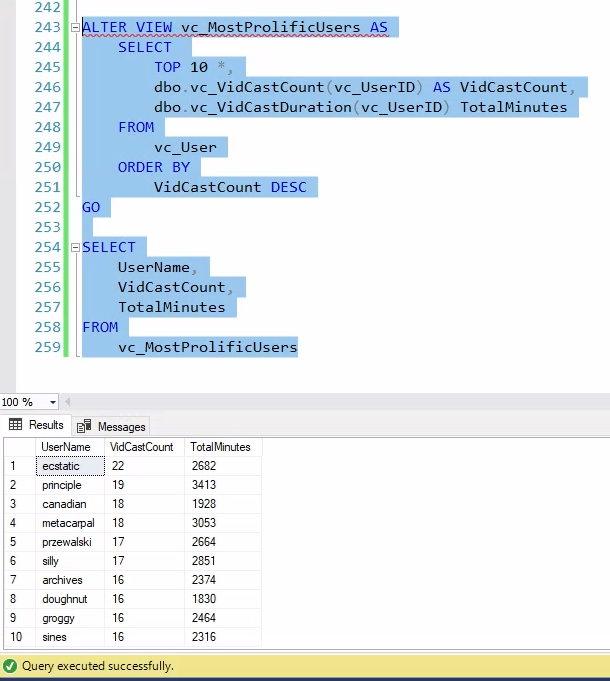 242
243 ALTER VIEW vc_MostProlificUsers AS
244 SELECT
245 TOP 10 *,
246 dbo.vc_VidCastCount(vc_UserID) AS VidCastCount,
247 dbo.vc_VidCastDuration(vc_UserID) TotalMinutes
248 FROM
249 vc_User
250 ORDER BY
251 VidCastCount DESC
252 GO
253
254 SELECT
255 UserName,
256 VidCastCount,
257 TotalMinutes
258 FROM
259 vc_MostProlificUsers
100 %
Results Messages
UserName VidCastCount TotalMinutes
1 ecstatic 22 2682
2 principle 19 3413
3 canadian 18 1928
4 metacarpal 18 3053
5 przewalski 17 2664
6 silly 17 2851
7 archives 16 2374
8 doughnut 16 1830
9 groggy 16 2464
10 sines 16 2316
Query executed successfully.